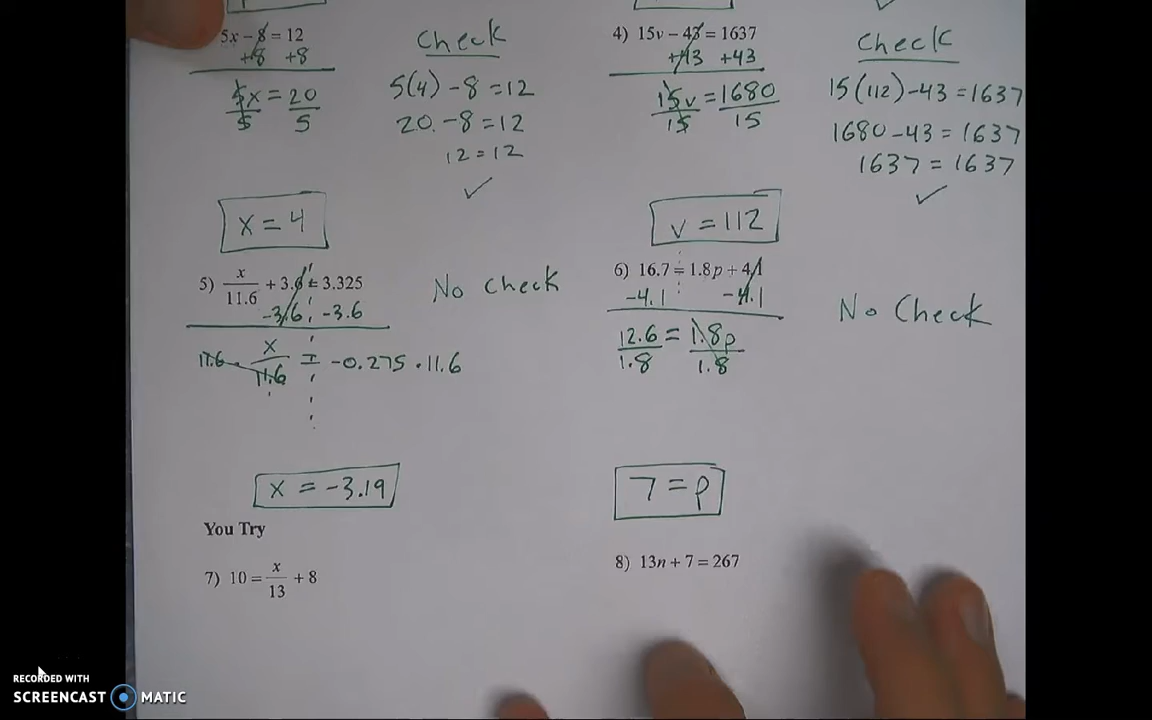 5x − 8 = 12
+8 +8
5x = 20
5 5
x = 4
Check
5(4) − 8 = 12
20 − 8 = 12
12 = 12
✓
4) 15v − 43 = 1637
+43 +43
15v = 1680
15 15
v = 112
Check
15(112) − 43 = 1637
1680 − 43 = 1637
1637 = 1637
✓
5) x/11.6 + 3.6 = 3.325
−3.6 −3.6
11.6 · x/11.6 = −0.275 · 11.6
x = −3.19
No Check
6) 16.7 = 1.8p + 4.1
−4.1 −4.1
12.6 = 1.8p
1.8 1.8
7 = p
No Check
You Try
7) 10 = x/13 + 8
8) 13n + 7 = 267
RECORDED WITH
SCREENCAST MATIC